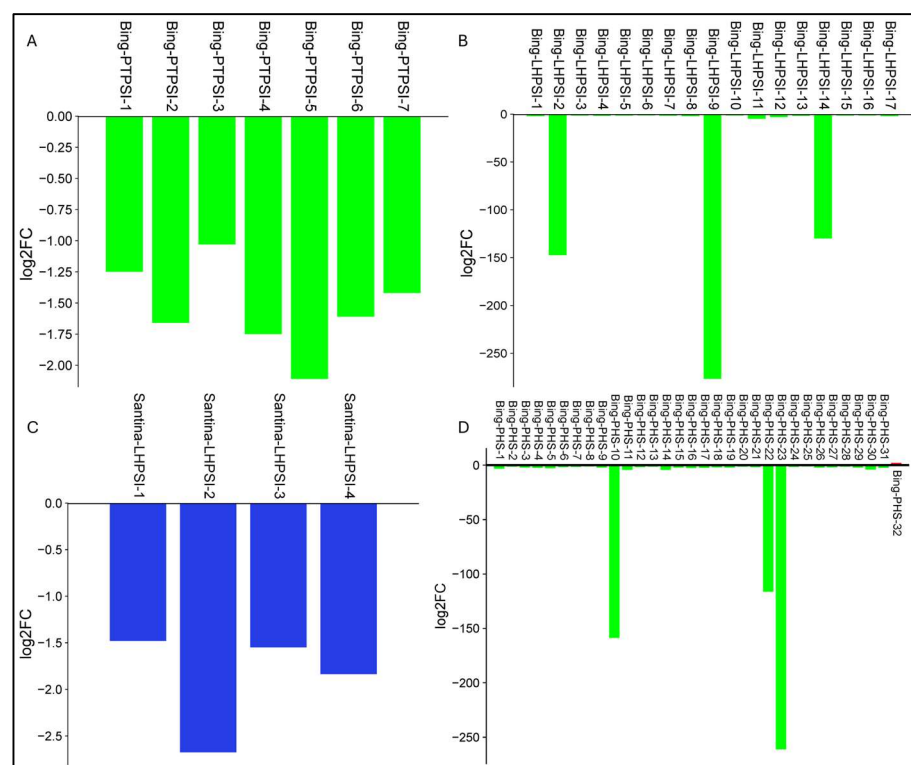 A
Bing-PTPSI-1
Bing-PTPSI-2
Bing-PTPSI-3
Bing-PTPSI-4
Bing-PTPSI-5
Bing-PTPSI-6
Bing-PTPSI-7
0.00
−0.25
−0.50
−0.75
−1.00
−1.25
−1.50
−1.75
−2.00
log2FC
B
Bing-LHPSI-1
Bing-LHPSI-2
Bing-LHPSI-3
Bing-LHPSI-4
Bing-LHPSI-5
Bing-LHPSI-6
Bing-LHPSI-7
Bing-LHPSI-8
Bing-LHPSI-9
Bing-LHPSI-10
Bing-LHPSI-11
Bing-LHPSI-12
Bing-LHPSI-13
Bing-LHPSI-14
Bing-LHPSI-15
Bing-LHPSI-16
Bing-LHPSI-17
0
−50
−100
−150
−200
−250
log2FC
C
Santina-LHPSI-1
Santina-LHPSI-2
Santina-LHPSI-3
Santina-LHPSI-4
0.0
−0.5
−1.0
−1.5
−2.0
−2.5
log2FC
D
Bing-PHS-1
Bing-PHS-2
Bing-PHS-3
Bing-PHS-4
Bing-PHS-5
Bing-PHS-6
Bing-PHS-7
Bing-PHS-8
Bing-PHS-9
Bing-PHS-10
Bing-PHS-11
Bing-PHS-12
Bing-PHS-13
Bing-PHS-14
Bing-PHS-15
Bing-PHS-16
Bing-PHS-17
Bing-PHS-18
Bing-PHS-19
Bing-PHS-20
Bing-PHS-21
Bing-PHS-22
Bing-PHS-23
Bing-PHS-24
Bing-PHS-25
Bing-PHS-26
Bing-PHS-27
Bing-PHS-28
Bing-PHS-29
Bing-PHS-30
Bing-PHS-31
Bing-PHS-32
0
−50
−100
−150
−200
−250
log2FC